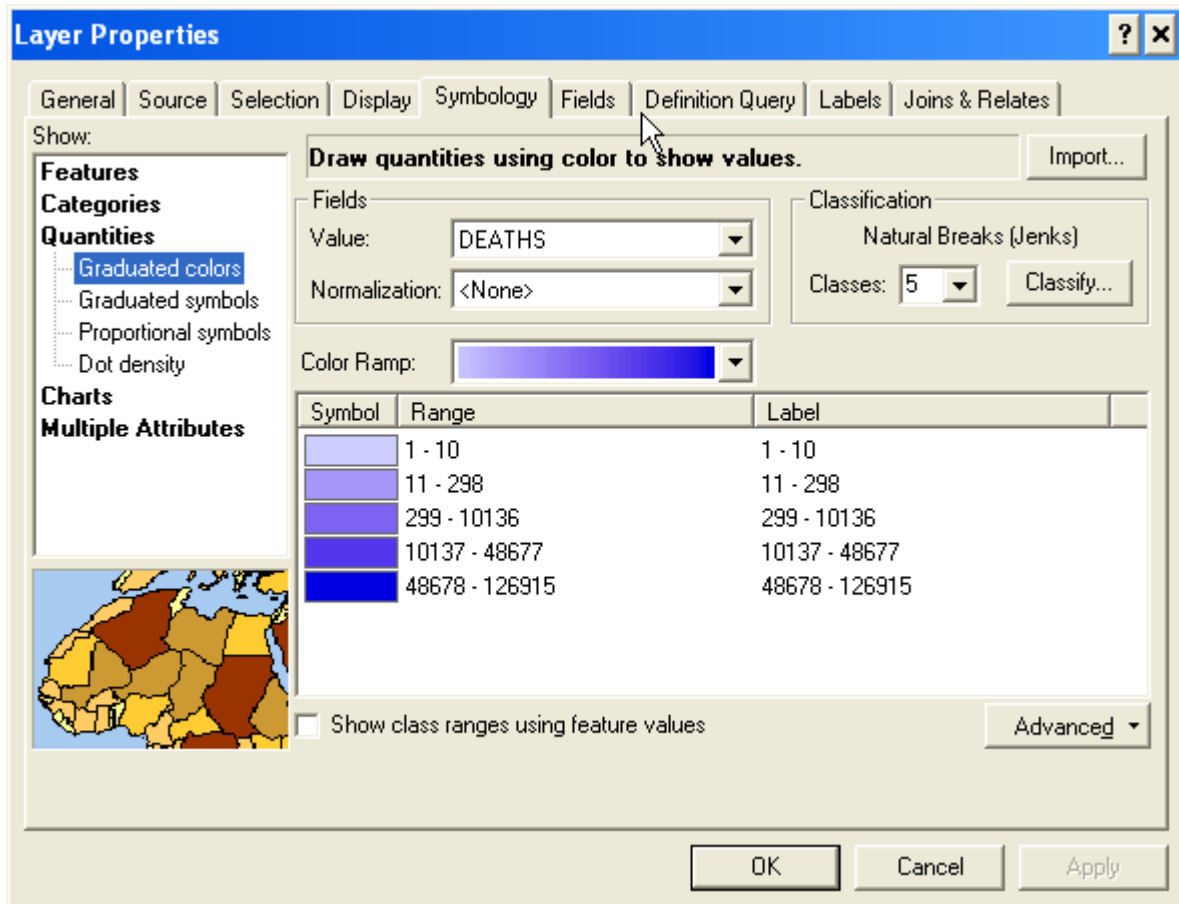 Layer Properties
General Source Selection Display Symbology Fields Definition Query Labels Joins & Relates
Show:
Features
Categories
Quantities
Graduated colors
Graduated symbols
Proportional symbols
Dot density
Charts
Multiple Attributes
Draw quantities using color to show values.
Import...
Fields
Value: DEATHS
Normalization: <None>
Classification
Natural Breaks (Jenks)
Classes: 5 Classify...
Color Ramp:
Symbol Range Label
1 - 10 1 - 10
11 - 298 11 - 298
299 - 10136 299 - 10136
10137 - 48677 10137 - 48677
48678 - 126915 48678 - 126915
Show class ranges using feature values
Advanced
OK Cancel Apply